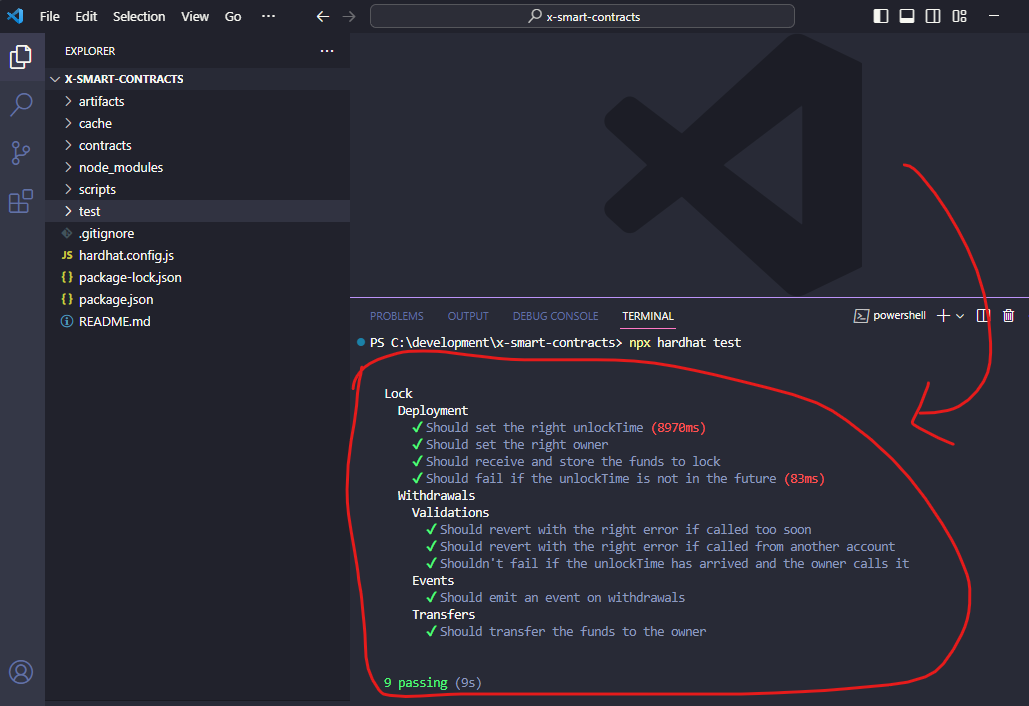 File Edit Selection View Go ···
x-smart-contracts
EXPLORER ···
X-SMART-CONTRACTS
artifacts
cache
contracts
node_modules
scripts
test
.gitignore
JS hardhat.config.js
{} package-lock.json
{} package.json
README.md
PROBLEMS OUTPUT DEBUG CONSOLE TERMINAL
powershell
PS C:\development\x-smart-contracts> npx hardhat test
Lock
Deployment
✓ Should set the right unlockTime (8970ms)
✓ Should set the right owner
✓ Should receive and store the funds to lock
✓ Should fail if the unlockTime is not in the future (83ms)
Withdrawals
Validations
✓ Should revert with the right error if called too soon
✓ Should revert with the right error if called from another account
✓ Shouldn't fail if the unlockTime has arrived and the owner calls it
Events
✓ Should emit an event on withdrawals
Transfers
✓ Should transfer the funds to the owner
9 passing (9s)